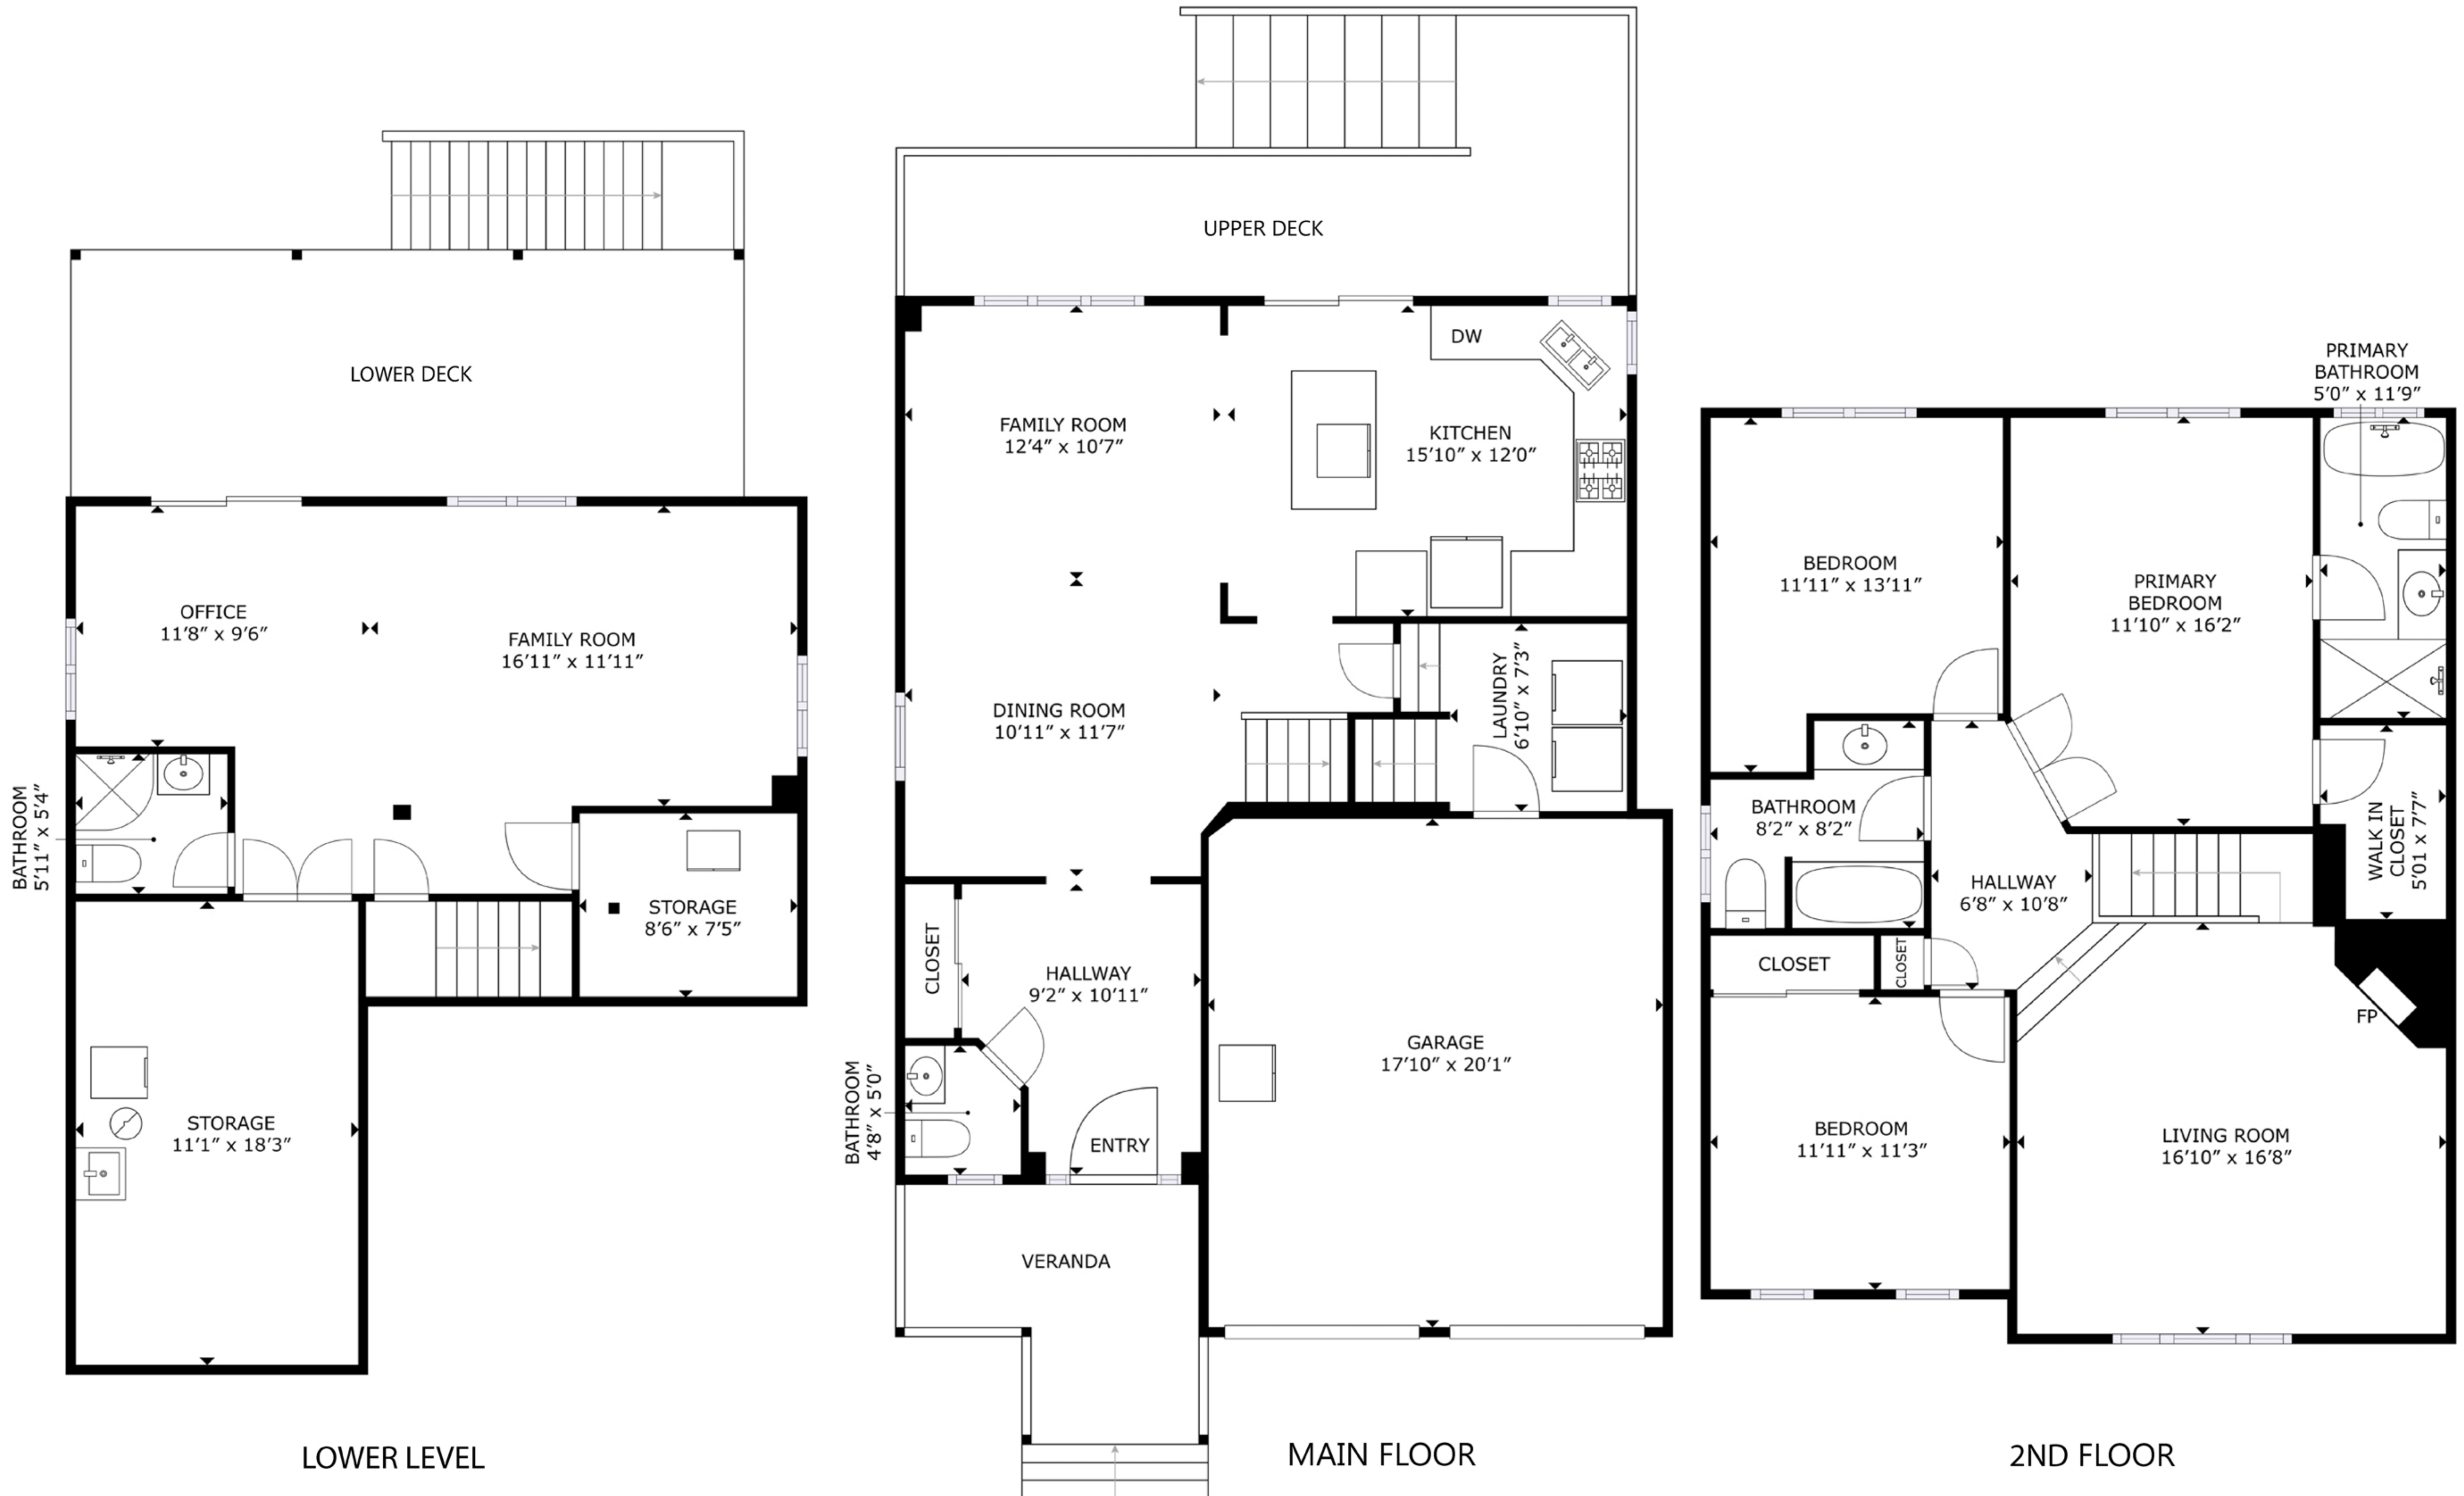 LOWER DECK
OFFICE
11'8" x 9'6"
FAMILY ROOM
16'11" x 11'11"
BATHROOM
5'11" x 5'4"
STORAGE
8'6" x 7'5"
STORAGE
11'1" x 18'3"
LOWER LEVEL
UPPER DECK
DW
FAMILY ROOM
12'4" x 10'7"
KITCHEN
15'10" x 12'0"
DINING ROOM
10'11" x 11'7"
LAUNDRY
6'10" x 7'3"
CLOSET
HALLWAY
9'2" x 10'11"
GARAGE
17'10" x 20'1"
BATHROOM
4'8" x 5'0"
ENTRY
VERANDA
MAIN FLOOR
PRIMARY
BATHROOM
5'0" x 11'9"
BEDROOM
11'11" x 13'11"
PRIMARY
BEDROOM
11'10" x 16'2"
BATHROOM
8'2" x 8'2"
WALK IN
CLOSET
5'01 x 7'7"
HALLWAY
6'8" x 10'8"
CLOSET
CLOSET
FP
BEDROOM
11'11" x 11'3"
LIVING ROOM
16'10" x 16'8"
2ND FLOOR